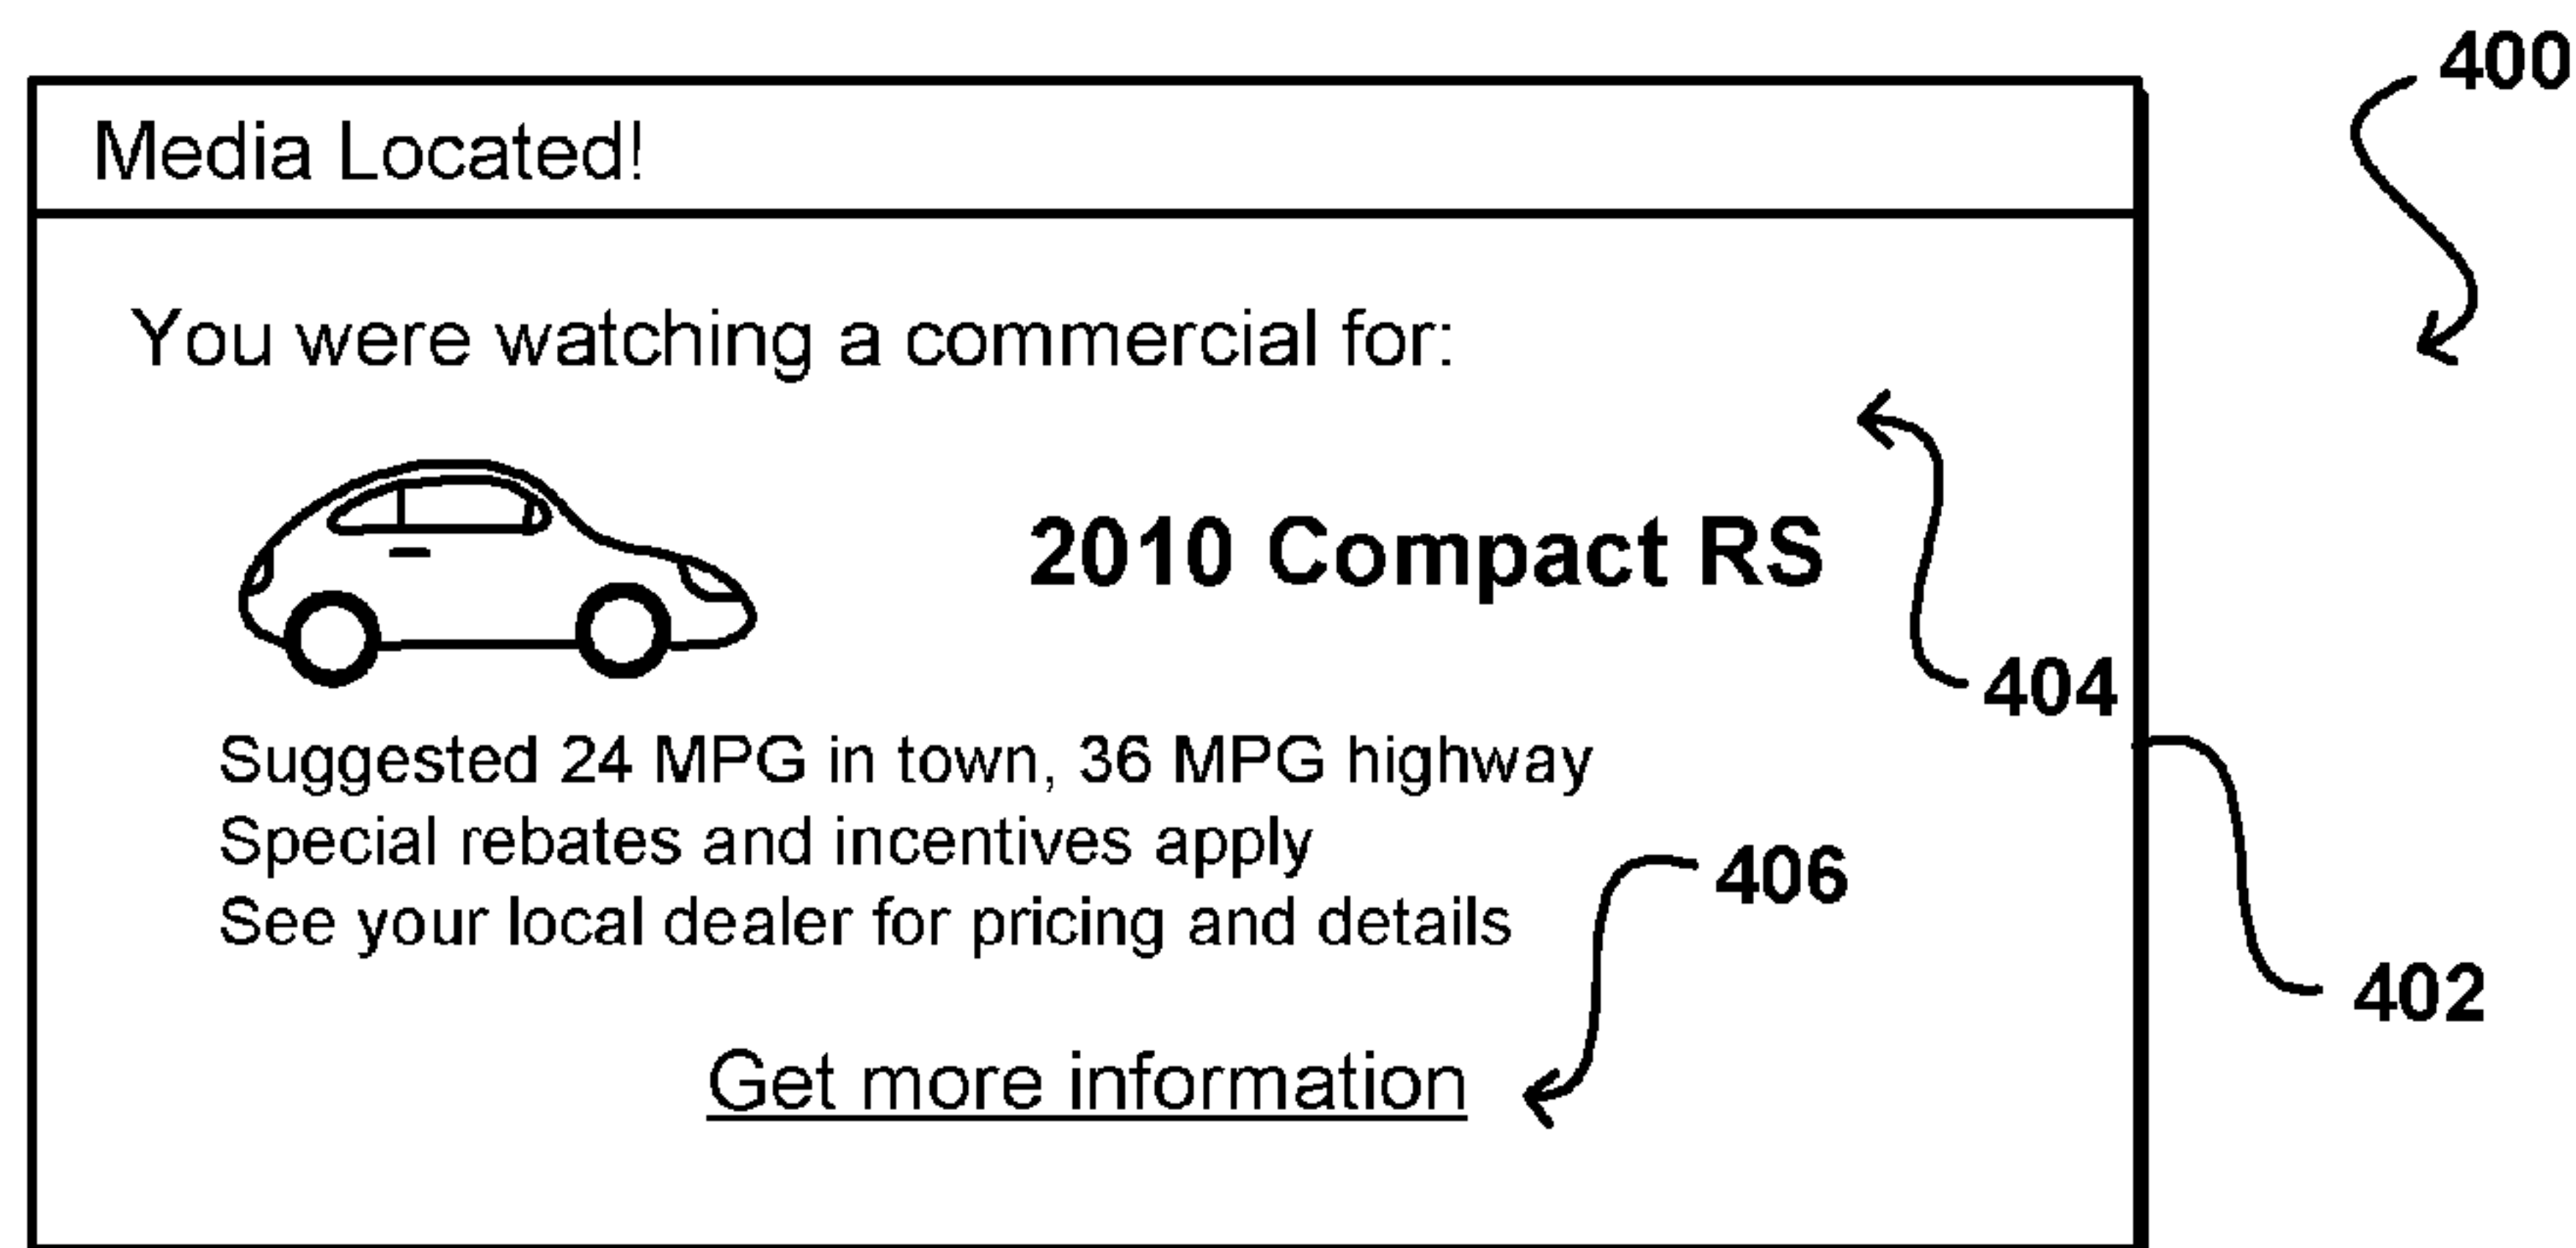 400
Media Located!
You were watching a commercial for:
2010 Compact RS
404
Suggested 24 MPG in town, 36 MPG highway
Special rebates and incentives apply
406
See your local dealer for pricing and details
402
Get more information